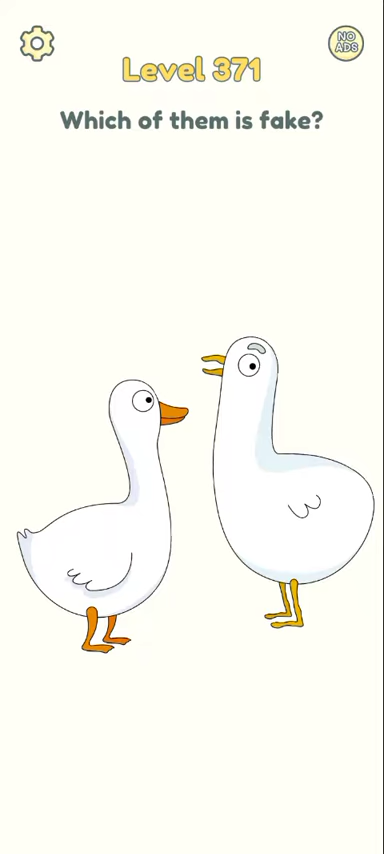 NO
ADS
Level 371
Which of them is fake?